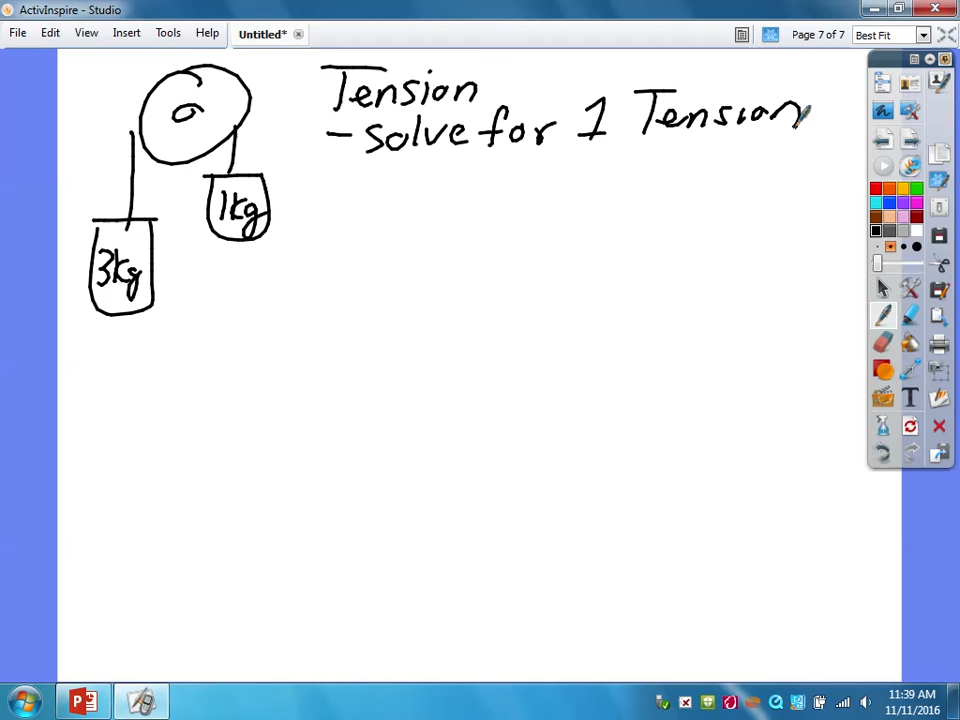 ActivInspire - Studio
File Edit View Insert Tools Help Untitled* Page 7 of 7 Best Fit
Tension
- solve for 1 Tension
1kg
3kg
T
11:39 AM
11/11/2016